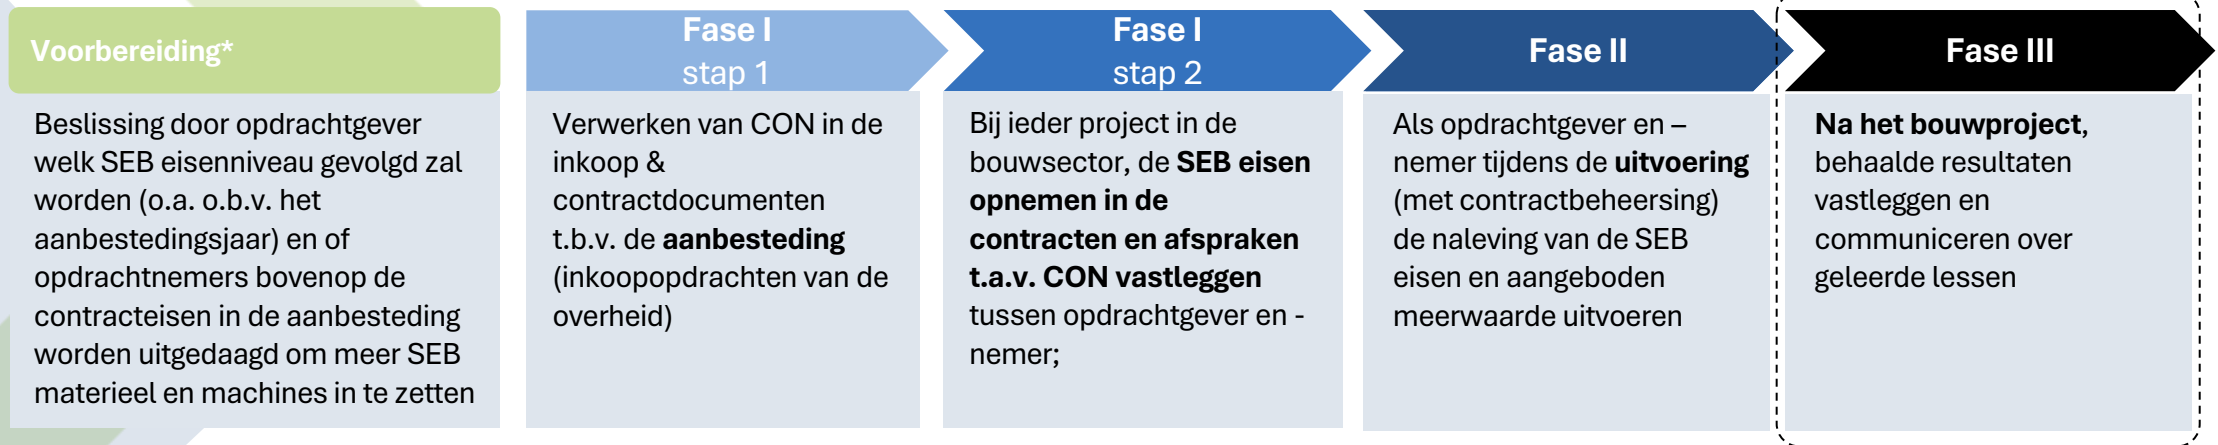 Voorbereiding*
Beslissing door opdrachtgever
welk SEB eisenniveau gevolgd zal
worden (o.a. o.b.v. het
aanbestedingsjaar) en of
opdrachtnemers bovenop de
contracteisen in de aanbesteding
worden uitgedaagd om meer SEB
materieel en machines in te zetten
Fase I
stap 1
Verwerken van CON in de
inkoop &
contractdocumenten
t.b.v. de aanbesteding
(inkoopopdrachten van de
overheid)
Fase I
stap 2
Bij ieder project in de
bouwsector, de SEB eisen
opnemen in de
contracten en afspraken
t.a.v. CON vastleggen
tussen opdrachtgever en -
nemer;
Fase II
Als opdrachtgever en –
nemer tijdens de uitvoering
(met contractbeheersing)
de naleving van de SEB
eisen en aangeboden
meerwaarde uitvoeren
Fase III
Na het bouwproject,
behaalde resultaten
vastleggen en
communiceren over
geleerde lessen